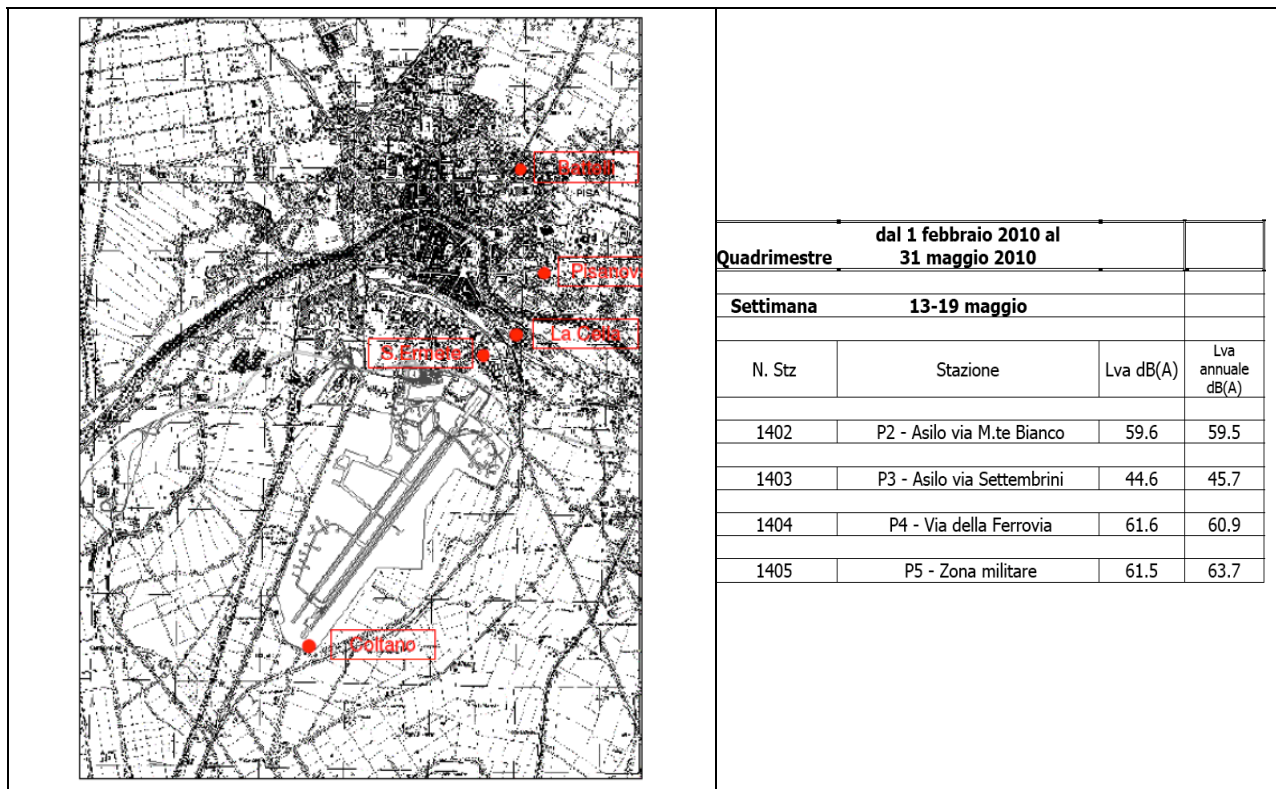 Battelli
PISA
Pisanov
La Cella
S.Ermete
Coltano
dal 1 febbraio 2010 al
Quadrimestre 31 maggio 2010
Settimana 13-19 maggio
N. Stz Stazione Lva dB(A) Lva annuale dB(A)
1402 P2 - Asilo via M.te Bianco 59.6 59.5
1403 P3 - Asilo via Settembrini 44.6 45.7
1404 P4 - Via della Ferrovia 61.6 60.9
1405 P5 - Zona militare 61.5 63.7